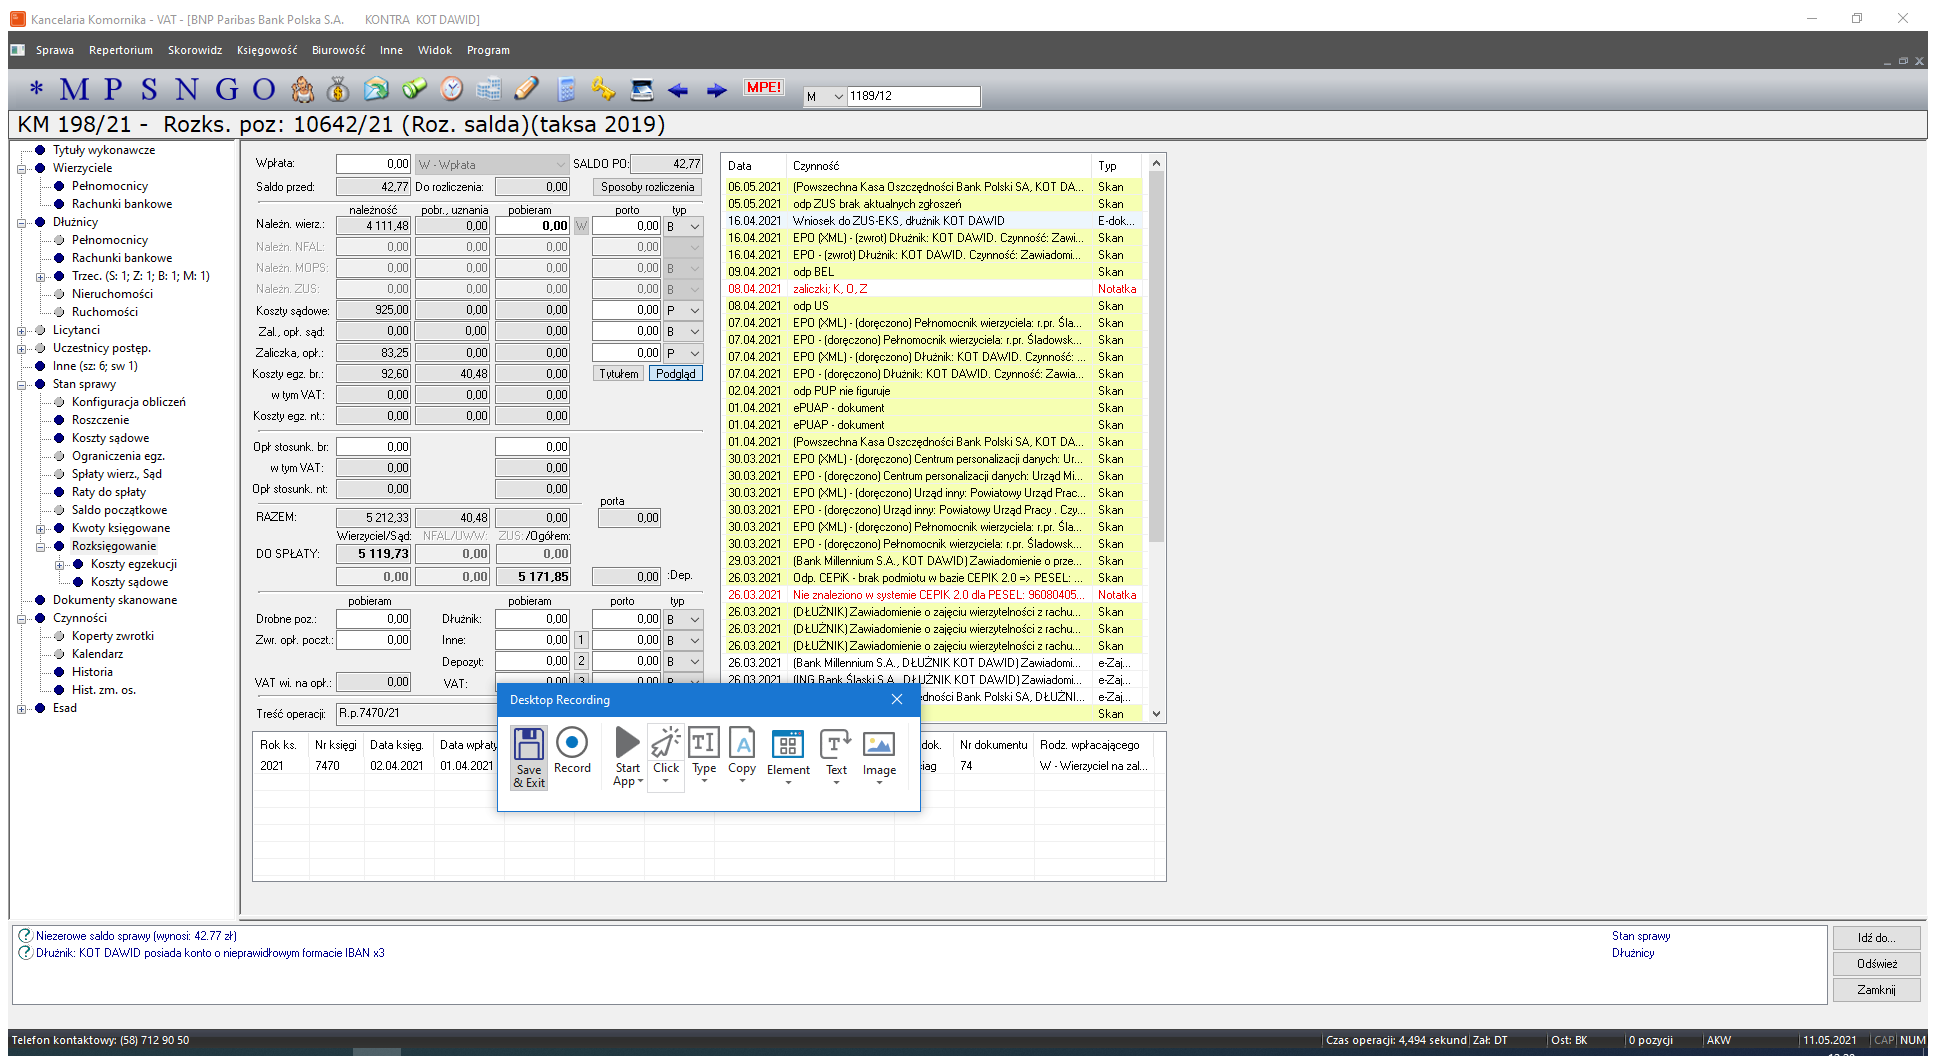 Kancelaria Komornika - VAT - [BNP Paribas Bank Polska S.A. KONTRA KOT DAWID]
Sprawa Repertorium Skorowidz Księgowość Biurowość Inne Widok Program
* M P S N G O MPE! M 1189/12
KM 198/21 - Rozks. poz: 10642/21 (Roz. salda)(taksa 2019)
Tytuły wykonawcze
Wierzyciele
Pełnomocnicy
Rachunki bankowe
Dłużnicy
Pełnomocnicy
Rachunki bankowe
Trzec. (S: 1; Z: 1; B: 1; M: 1)
Nieruchomości
Ruchomości
Licytanci
Uczestnicy postęp.
Inne (sz: 6; sw 1)
Stan sprawy
Konfiguracja obliczeń
Roszczenie
Koszty sądowe
Ograniczenia egz.
Spłaty wierz., Sąd
Raty do spłaty
Saldo początkowe
Kwoty księgowane
Rozksięgowanie
Koszty egzekucji
Koszty sądowe
Dokumenty skanowane
Czynności
Koperty zwrotki
Kalendarz
Historia
Hist. zm. os.
Esad
Wpłata: 0,00 W - Wpłata SALDO PO: 42,77
Saldo przed: 42,77 Do rozliczenia: 0,00 Sposoby rozliczenia
należność pobr., uznania pobieram porto typ
Należn. wierz.: 4 111,48 0,00 0,00 W 0,00 B
Należn. NFAL: 0,00 0,00 0,00 0,00
Należn. MOPS: 0,00 0,00 0,00 0,00 B
Należn. ZUS: 0,00 0,00 0,00 0,00 B
Koszty sądowe: 925,00 0,00 0,00 0,00 P
Zal., opł. sąd: 0,00 0,00 0,00 0,00 B
Zaliczka, opł.: 83,25 0,00 0,00 0,00 P
Koszty egz. br.: 92,60 40,48 0,00 Tytułem Podgląd
w tym VAT: 0,00 0,00 0,00
Koszty egz. nt.: 0,00 0,00 0,00
Opł stosunk. br: 0,00 0,00
w tym VAT: 0,00 0,00
Opł stosunk. nt: 0,00 0,00
porta
RAZEM: 5 212,33 40,48 0,00 0,00
Wierzyciel/Sąd: NFAL/UWW: ZUS: /Ogółem:
DO SPŁATY: 5 119,73 0,00 0,00
0,00 0,00 5 171,85 0,00 :Dep.
pobieram pobieram porto typ
Drobne poz.: 0,00 Dłużnik: 0,00 0,00 B
Zwr. opł. poczt.: 0,00 Inne: 0,00 1 0,00 B
Depozyt: 0,00 2 0,00 B
VAT wi. na opł.: 0,00 VAT: 0,00 3 0,00 B
Treść operacji: R.p.7470/21
Data Czynność Typ
06.05.2021 (Powszechna Kasa Oszczędności Bank Polski SA, KOT DA... Skan
05.05.2021 odp ZUS brak aktualnych zgłoszeń Skan
16.04.2021 Wniosek do ZUS-EKS, dłużnik KOT DAWID E-dok...
16.04.2021 EPO (XML) - (zwrot) Dłużnik: KOT DAWID. Czynność: Zawi... Skan
16.04.2021 EPO - (zwrot) Dłużnik: KOT DAWID. Czynność: Zawiadomi... Skan
09.04.2021 odp BEL Skan
08.04.2021 zaliczki; K, O, Z Notatka
08.04.2021 odp US Skan
07.04.2021 EPO (XML) - (doręczono) Pełnomocnik wierzyciela: r.pr. Śla... Skan
07.04.2021 EPO - (doręczono) Pełnomocnik wierzyciela: r.pr. Śladowsk... Skan
07.04.2021 EPO (XML) - (doręczono) Dłużnik: KOT DAWID. Czynność: ... Skan
07.04.2021 EPO - (doręczono) Dłużnik: KOT DAWID. Czynność: Zawia... Skan
02.04.2021 odp PUP nie figuruje Skan
01.04.2021 ePUAP - dokument Skan
01.04.2021 ePUAP - dokument Skan
01.04.2021 (Powszechna Kasa Oszczędności Bank Polski SA, KOT DA... Skan
30.03.2021 EPO (XML) - (doręczono) Centrum personalizacji danych: Ur... Skan
30.03.2021 EPO - (doręczono) Centrum personalizacji danych: Urząd Mi... Skan
30.03.2021 EPO (XML) - (doręczono) Urząd inny: Powiatowy Urząd Prac... Skan
30.03.2021 EPO - (doręczono) Urząd inny: Powiatowy Urząd Pracy . Czy... Skan
30.03.2021 EPO (XML) - (doręczono) Pełnomocnik wierzyciela: r.pr. Śla... Skan
30.03.2021 EPO - (doręczono) Pełnomocnik wierzyciela: r.pr. Śladowsk... Skan
29.03.2021 (Bank Millennium S.A., KOT DAWID) Zawiadomienie o prze... Skan
26.03.2021 Odp. CEPiK - brak podmiotu w bazie CEPIK 2.0 => PESEL: ... Skan
26.03.2021 Nie znaleziono w systemie CEPIK 2.0 dla PESEL: 96080405... Notatka
26.03.2021 (DŁUŻNIK) Zawiadomienie o zajęciu wierzytelności z rachu... Skan
26.03.2021 (DŁUŻNIK) Zawiadomienie o zajęciu wierzytelności z rachu... Skan
26.03.2021 (DŁUŻNIK) Zawiadomienie o zajęciu wierzytelności z rachu... Skan
26.03.2021 (Bank Millennium S.A., DŁUŻNIK KOT DAWID) Zawiadomi... e-Zaj...
26.03.2021 (ING Bank Śląski S.A., DŁUŻNIK KOT DAWID) Zawiadomi... e-Zaj...
dności Bank Polski SA, DŁUŻNI... e-Zaj...
Skan
Desktop Recording
Save & Exit Record Start App Click Type Copy Element Text Image
Rok ks. Nr księgi Data księg. Data wpłaty dok. Nr dokumentu Rodz. wpłacającego
2021 7470 02.04.2021 01.04.2021 iag 74 W - Wierzyciel na zal...
Niezerowe saldo sprawy (wynosi: 42.77 zł) Stan sprawy
Dłużnik: KOT DAWID posiada konto o nieprawidłowym formacie IBAN x3 Dłużnicy
Idź do...
Odśwież
Zamknij
Telefon kontaktowy: (58) 712 90 50 Czas operacji: 4,494 sekund Zał: DT Ost: BK 0 pozycji AKW 11.05.2021 CAP NUM